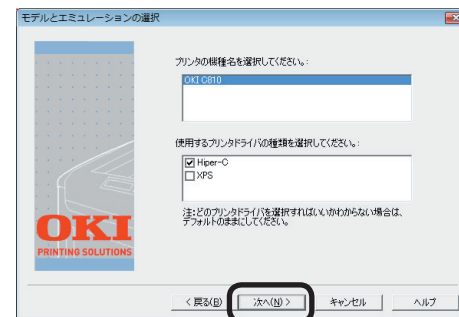 モデルとエミュレーションの選択
プリンタの機種名を選択してください。:
OKI C810
使用するプリンタドライバの種類を選択してください。:
Hiper-C
XPS
注:どのプリンタドライバを選択すればいいかわからない場合は、
デフォルトのままにしてください。
OKI
PRINTING SOLUTIONS
< 戻る(B)
次へ(N) >
キャンセル
ヘルプ